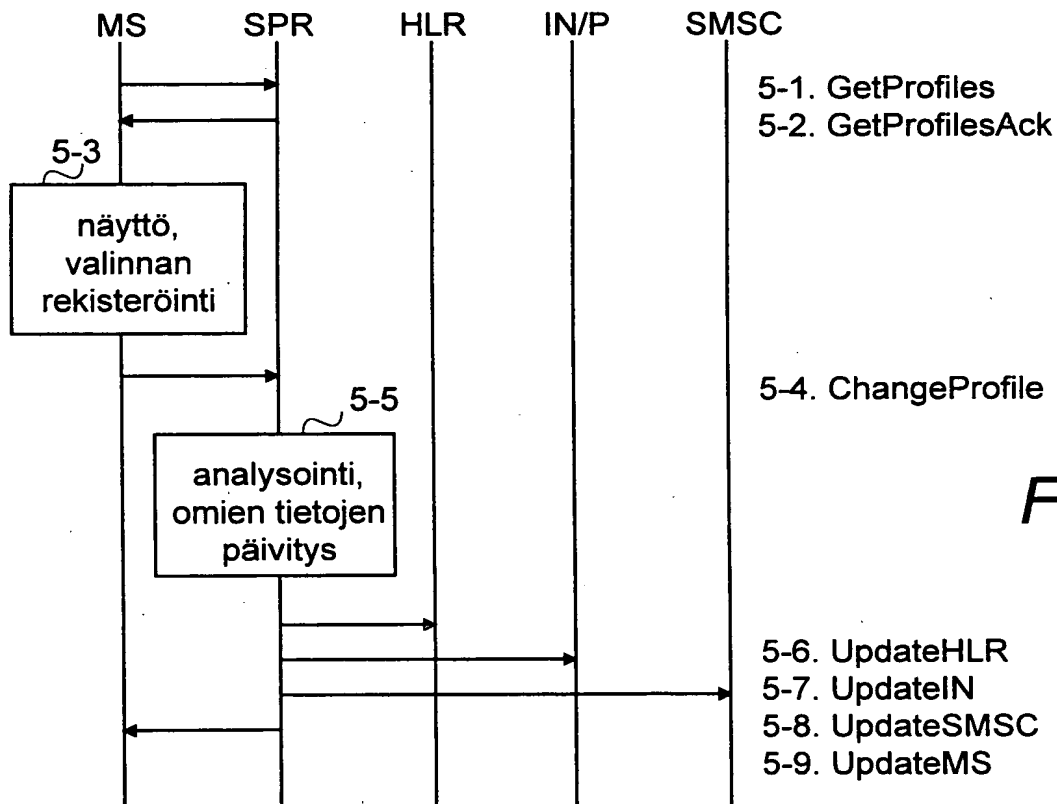 MS SPR HLR IN/P SMSC
5-1. GetProfiles
5-2. GetProfilesAck
5-3
näyttö,
valinnan
rekisteröinti
5-4. ChangeProfile
5-5
analysointi,
omien tietojen
päivitys
F
5-6. UpdateHLR
5-7. UpdateIN
5-8. UpdateSMSC
5-9. UpdateMS